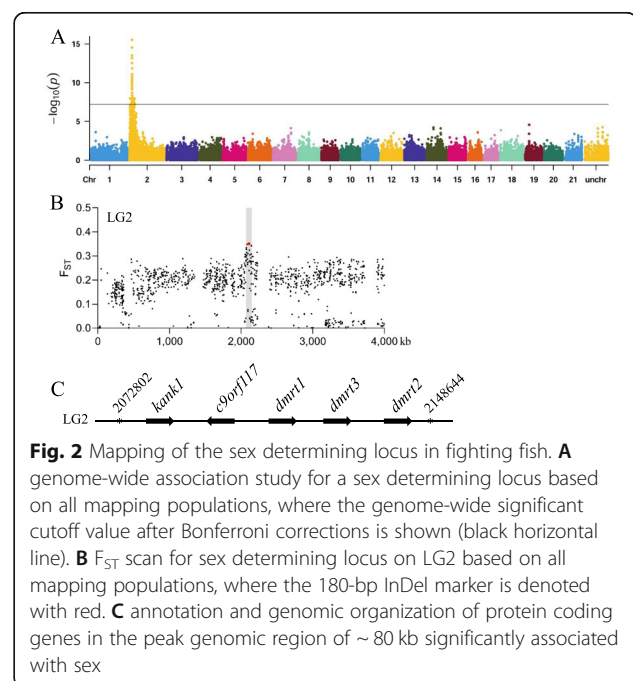 A
15
10
5
0
−log10(p)
Chr 1 2 3 4 5 6 7 8 9 10 11 12 13 14 15 16 17 18 19 20 21 unchr
B
LG2
0.5
0.4
0.3
0.2
0.1
0.0
FST
0 1,000 2,000 3,000 4,000 kb
C
2072802 kank1 c9orf117 dmrt1 dmrt3 dmrt2 2148644
LG2
Fig. 2 Mapping of the sex determining locus in fighting fish. A
genome-wide association study for a sex determining locus based
on all mapping populations, where the genome-wide significant
cutoff value after Bonferroni corrections is shown (black horizontal
line). B FST scan for sex determining locus on LG2 based on all
mapping populations, where the 180-bp InDel marker is denoted
with red. C annotation and genomic organization of protein coding
genes in the peak genomic region of ~ 80 kb significantly associated
with sex